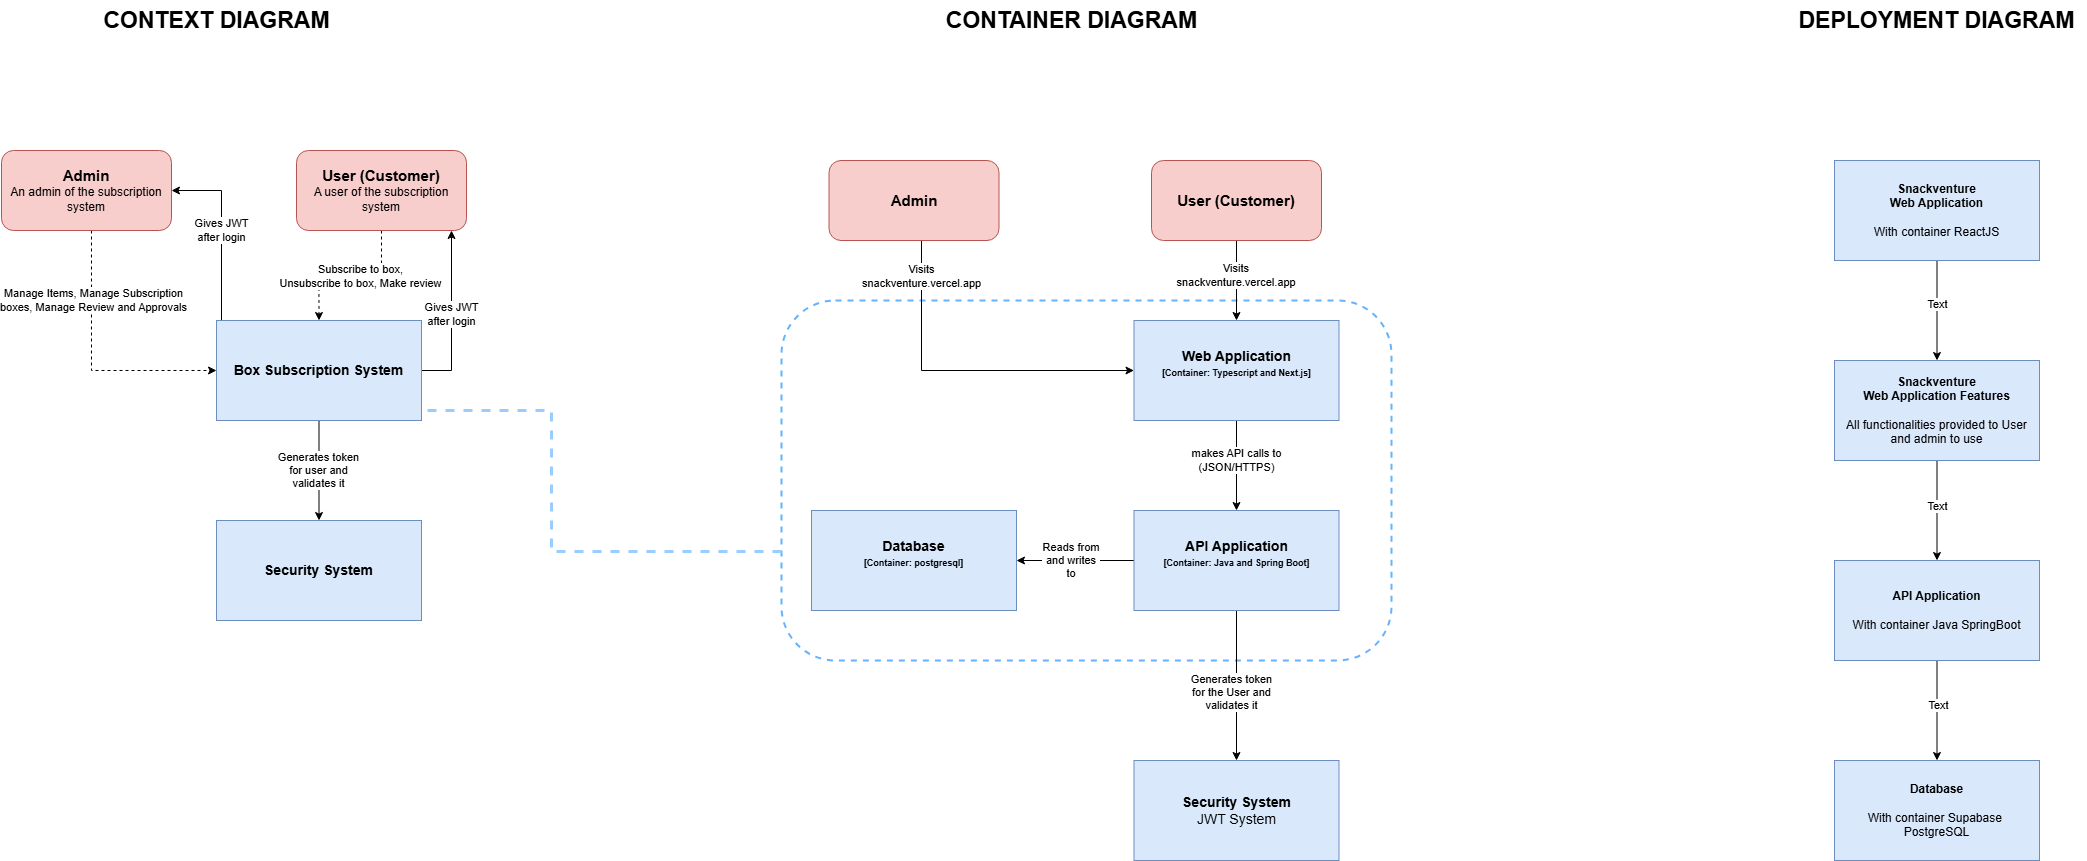 CONTEXT DIAGRAM
Admin
An admin of the subscription
system
User (Customer)
A user of the subscription
system
Gives JWT
after login
Subscribe to box,
Unsubscribe to box, Make review
Manage Items, Manage Subscription
boxes, Manage Review and Approvals
Gives JWT
after login
Box Subscription System
Generates token
for user and
validates it
Security System
CONTAINER DIAGRAM
Admin
User (Customer)
Visits
snackventure.vercel.app
Visits
snackventure.vercel.app
Web Application
[Container: Typescript and Next.js]
makes API calls to
(JSON/HTTPS)
Database
[Container: postgresql]
Reads from
and writes
to
API Application
[Container: Java and Spring Boot]
Generates token
for the User and
validates it
Security System
JWT System
DEPLOYMENT DIAGRAM
Snackventure
Web Application
With container ReactJS
Text
Snackventure
Web Application Features
All functionalities provided to User
and admin to use
Text
API Application
With container Java SpringBoot
Text
Database
With container Supabase
PostgreSQL